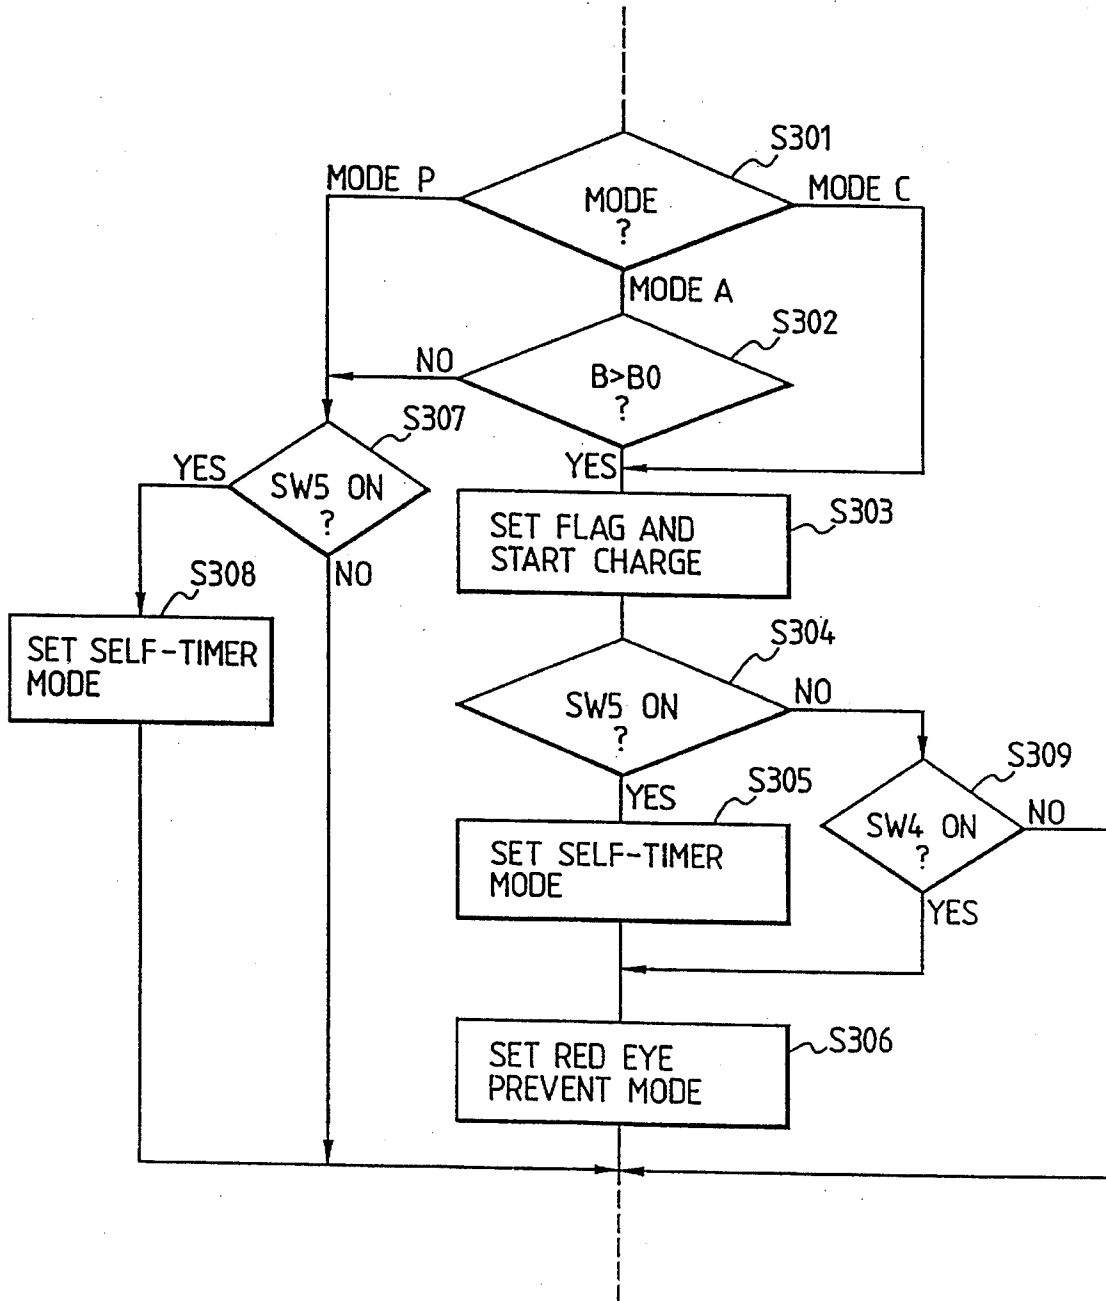 S301
MODE P
MODE C
MODE
?
MODE A
S302
NO
B>B0
?
S307
YES
YES
SW5 ON
?
S303
SET FLAG AND
START CHARGE
NO
S308
SET SELF-TIMER
MODE
S304
NO
SW5 ON
?
S309
YES
S305
NO
SW4 ON
?
SET SELF-TIMER
MODE
YES
S306
SET RED EYE
PREVENT MODE